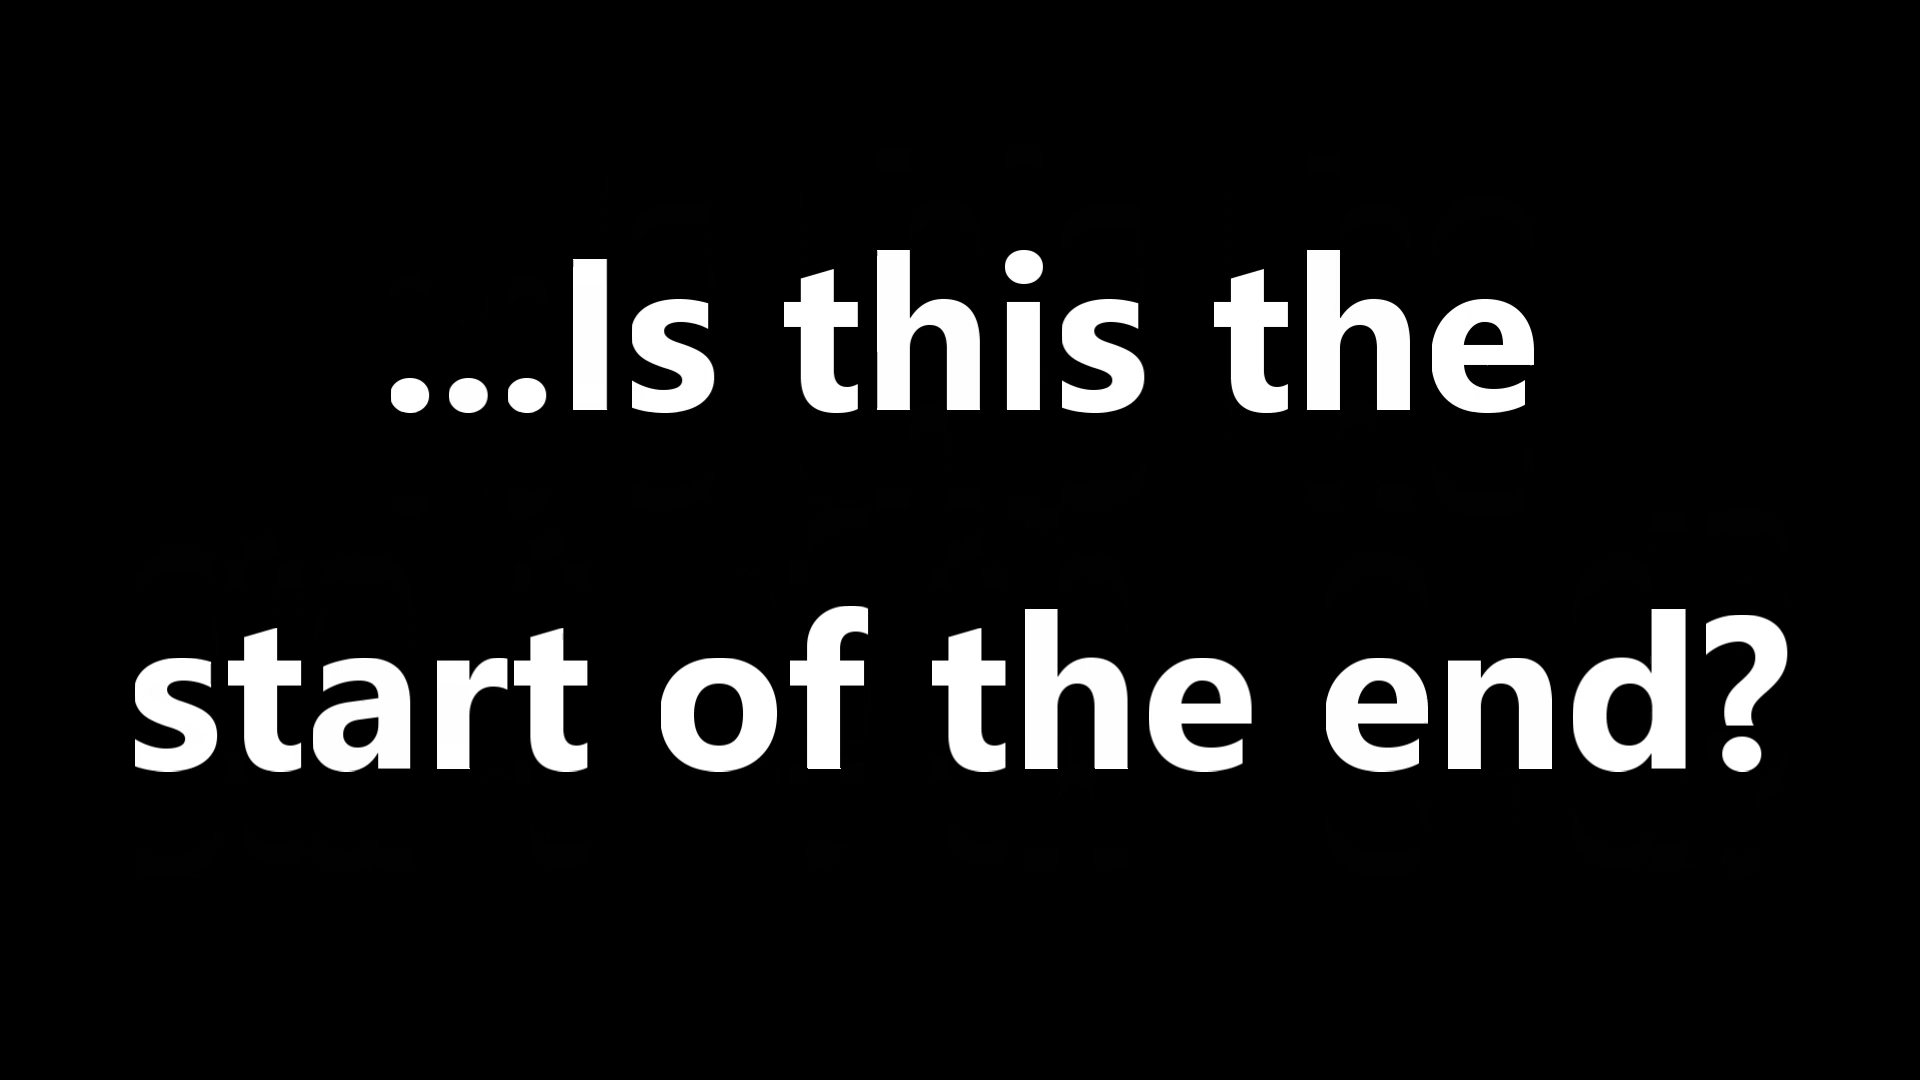 ...Is this the
start of the end?